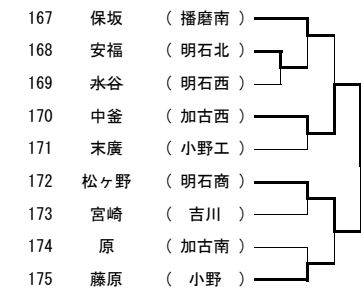 167 保坂 ( 播磨南 )
168 安福 ( 明石北 )
169 水谷 ( 明石西 )
170 中釜 ( 加古西 )
171 末廣 ( 小野工 )
172 松ヶ野 ( 明石商 )
173 宮崎 ( 吉川 )
174 原 ( 加古南 )
175 藤原 ( 小野 )